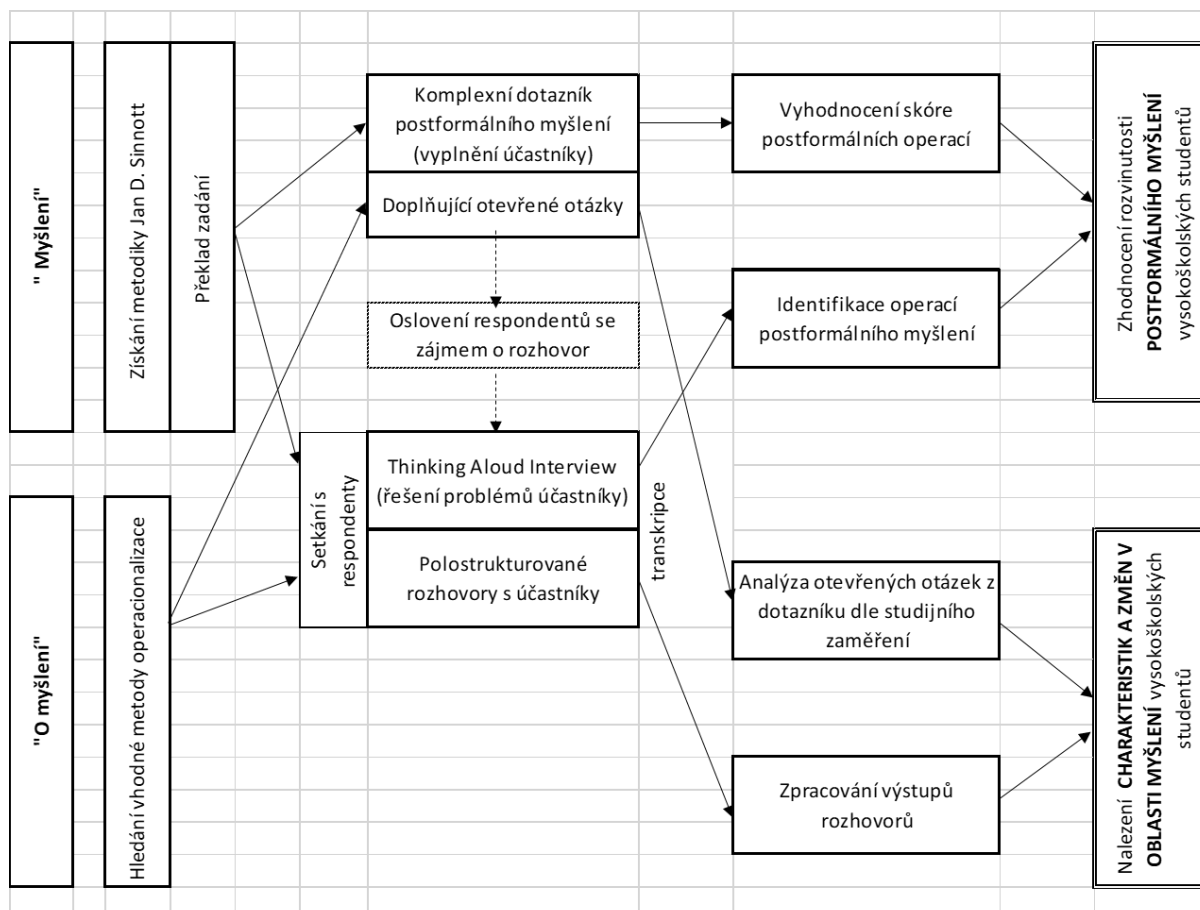 " Myšlení"
Získání metodiky Jan D. Sinnott
Překlad zadání
Komplexní dotazník
postformálního myšlení
(vyplnění účastníky)
Doplňující otevřené otázky
Oslovení respondentů se
zájmem o rozhovor
Vyhodnocení skóre
postformálních operací
Identifikace operací
postformálního myšlení
Zhodnocení rozvinutosti
POSTFORMÁLNÍHO MYŠLENÍ
vysokoškolských studentů
"O myšlení"
Hledání vhodné metody operacionalizace
Setkání s
respondenty
Thinking Aloud Interview
(řešení problémů účastníky)
Polostrukturované
rozhovory s účastníky
transkripce
Analýza otevřených otázek z
dotazníku dle studijního
zaměření
Zpracování výstupů
rozhovorů
Nalezení CHARAKTERISTIK A ZMĚN V
OBLASTI MYŠLENÍ vysokoškolských
studentů